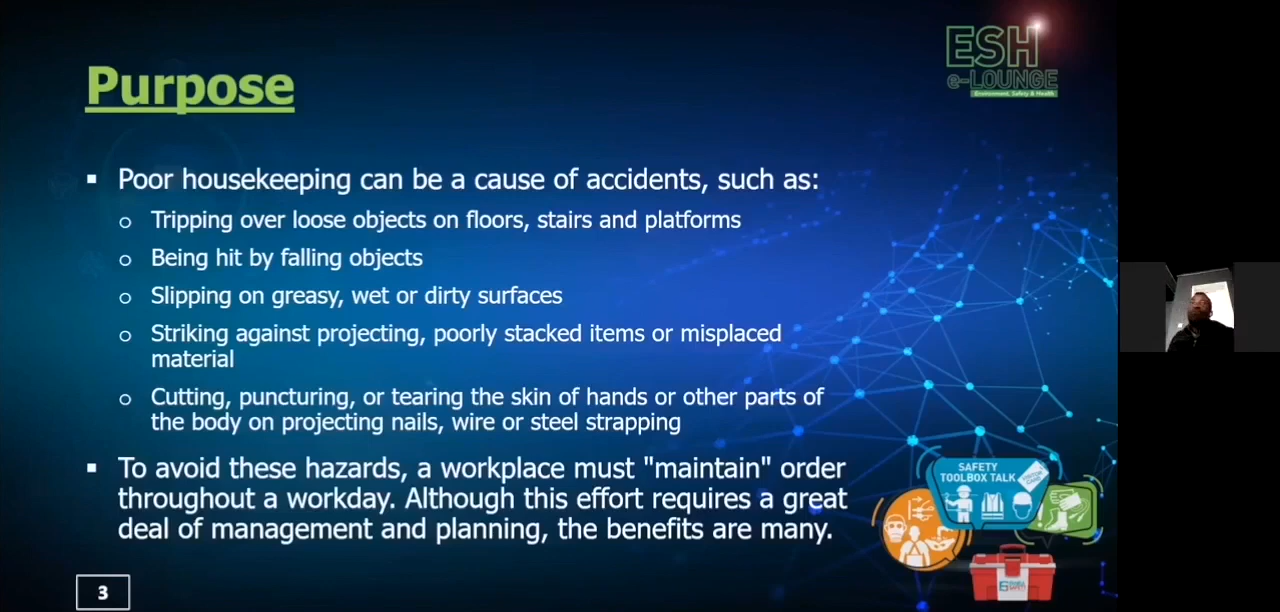 ESH
e-LOUNGE
Environment, Safety & Health
Purpose
▪ Poor housekeeping can be a cause of accidents, such as:
o Tripping over loose objects on floors, stairs and platforms
o Being hit by falling objects
o Slipping on greasy, wet or dirty surfaces
o Striking against projecting, poorly stacked items or misplaced
material
o Cutting, puncturing, or tearing the skin of hands or other parts of
the body on projecting nails, wire or steel strapping
▪ To avoid these hazards, a workplace must "maintain" order
throughout a workday. Although this effort requires a great
deal of management and planning, the benefits are many.
SAFETY
TOOLBOX TALK
3